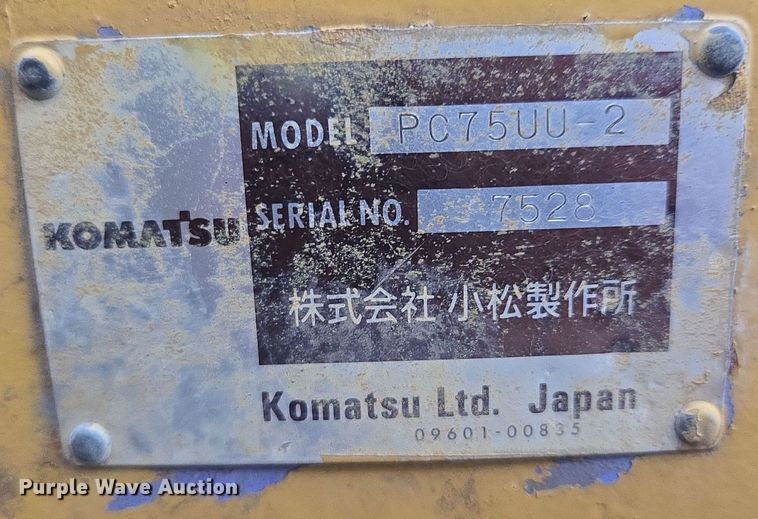 MODEL PC75UU-2
SERIAL NO. 7528
KOMATSU
株式会社 小松製作所
Komatsu Ltd. Japan
09601-00835
Purple Wave Auction